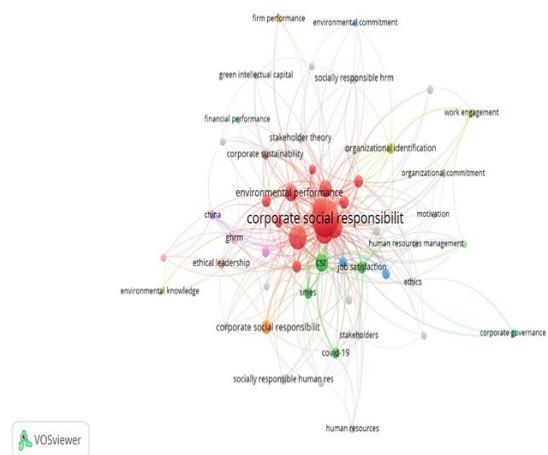 firm performance
environmental commitment
green intellectual capital
socially responsible hrm
financial performance
work engagement
stakeholder theory
organizational identification
corporate sustainability
organizational commitment
environmental performance
china
corporate social responsibilit
motivation
ghrm
human resources management
ethical leadership
csr
job satisfaction
ethics
environmental knowledge
smes
corporate social responsibilit
stakeholders
corporate governance
covid-19
socially responsible human res
human resources
VOSviewer